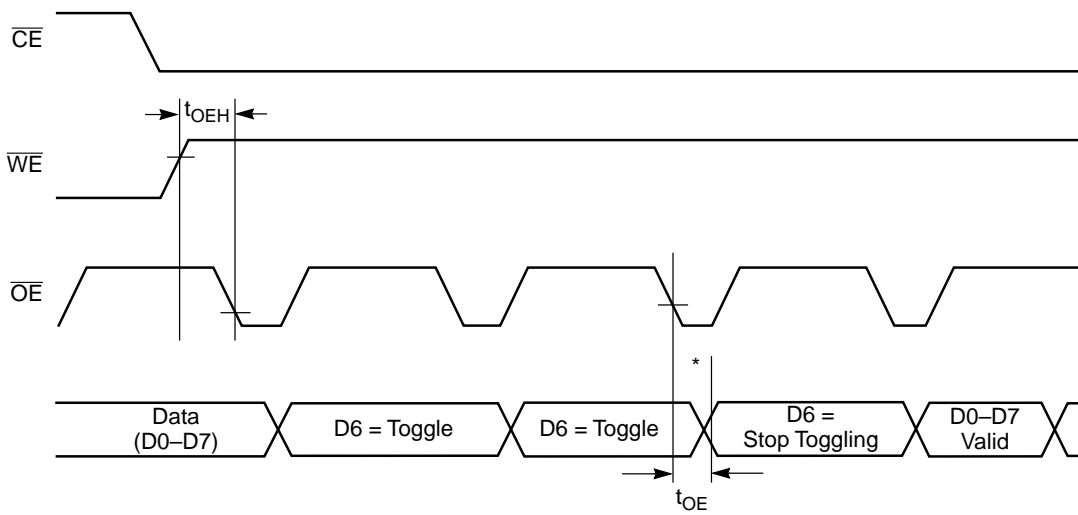 CE
tOEH
WE
OE
*
Data
(D0–D7)
D6 = Toggle
D6 = Toggle
D6 =
Stop Toggling
D0–D7
Valid
tOE